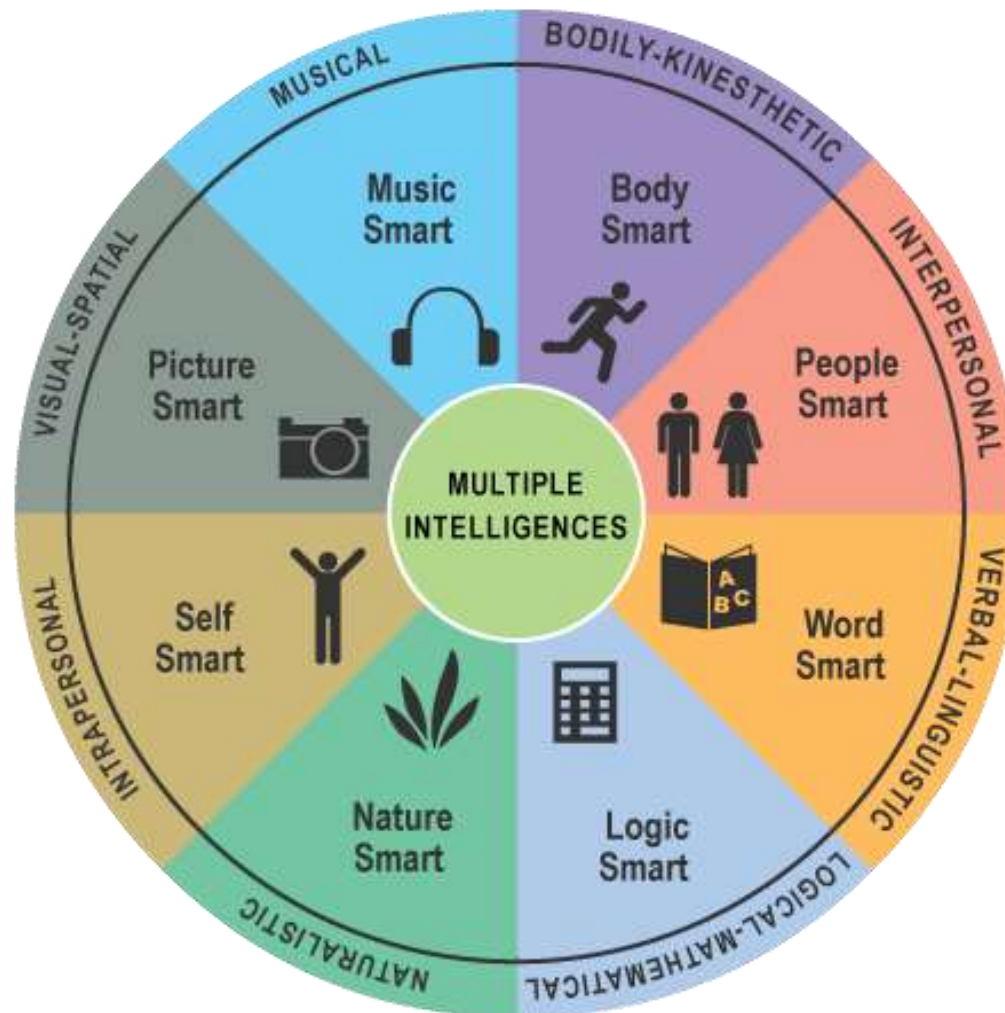 MUSICAL
Music
Smart
BODILY-KINESTHETIC
Body
Smart
INTERPERSONAL
People
Smart
VERBAL-LINGUISTIC
A
B C
Word
Smart
LOGICAL-MATHEMATICAL
Logic
Smart
NATURALISTIC
Nature
Smart
INTRAPERSONAL
Self
Smart
VISUAL-SPATIAL
Picture
Smart
MULTIPLE
INTELLIGENCES